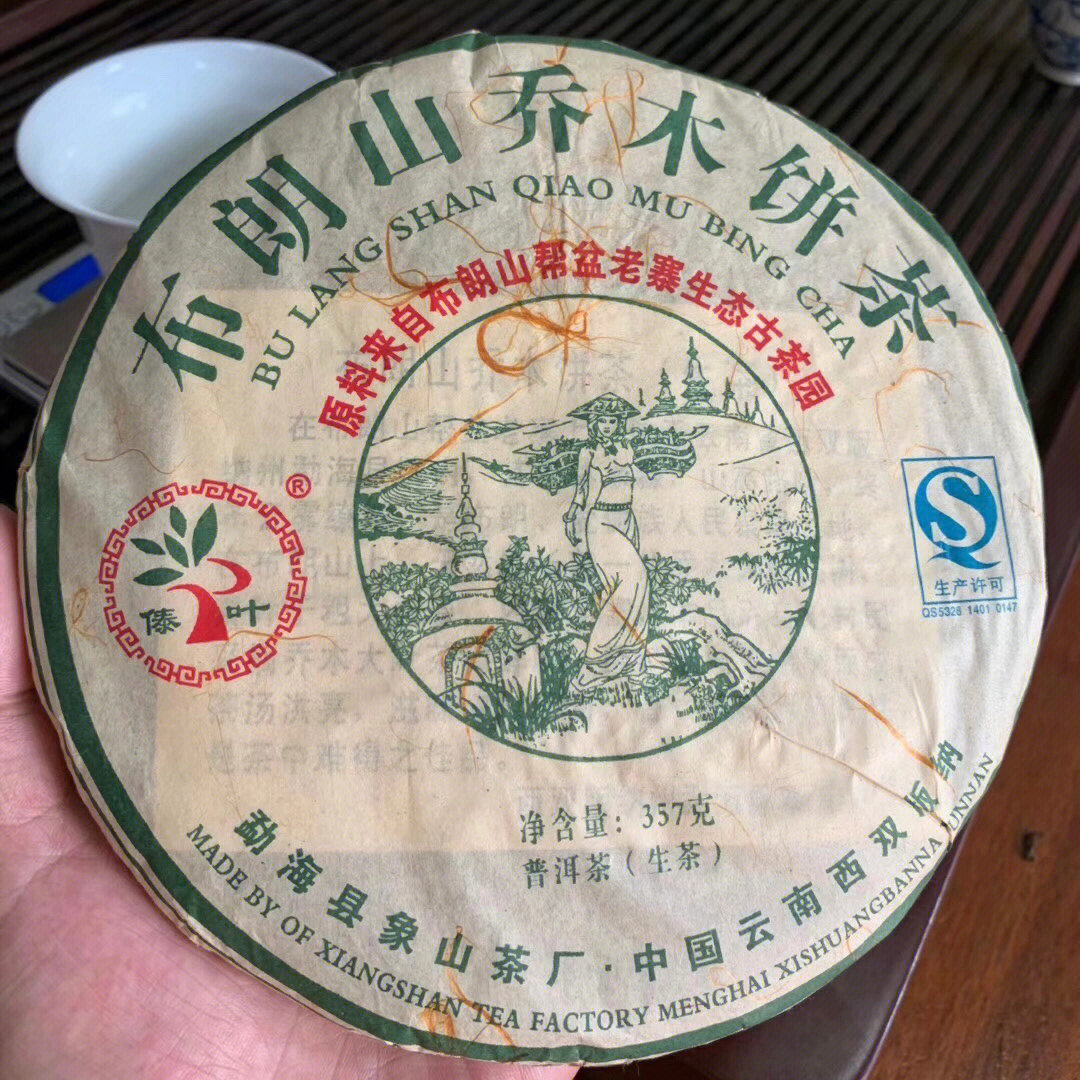 布朗山乔木饼茶
BU LANG SHAN QIAO MU BING CHA
原料来自布朗山帮盆老寨生态古茶园
®
傣叶
QS
生产许可
QS5326 1401 0147
净含量：357克
普洱茶（生茶）
勐海县象山茶厂·中国云南西双版纳
MADE BY OF XIANGSHAN TEA FACTORY MENGHAI XISHUANGBANNA YUNNAN